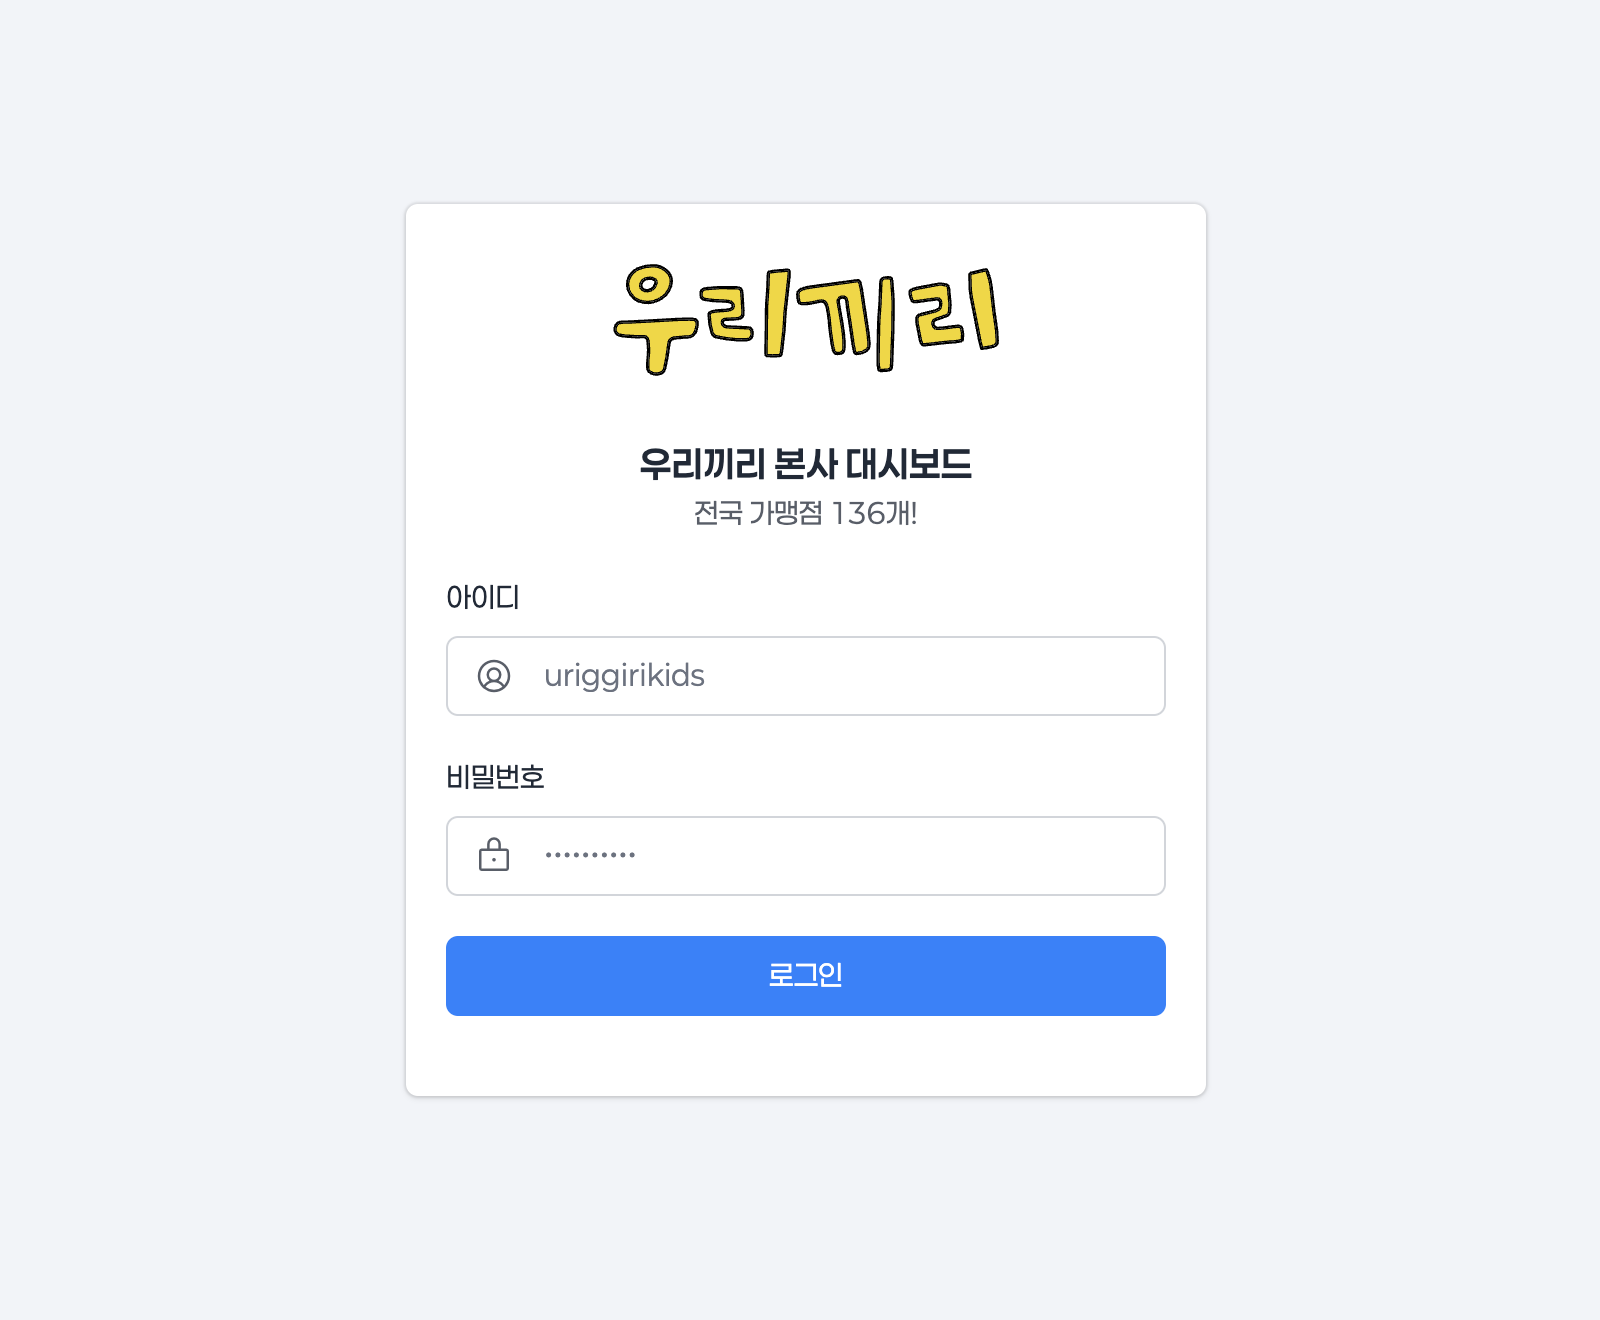 우리끼리
우리끼리 본사 대시보드
전국 가맹점 136개!
아이디
uriggirikids
비밀번호
••••••••••
로그인